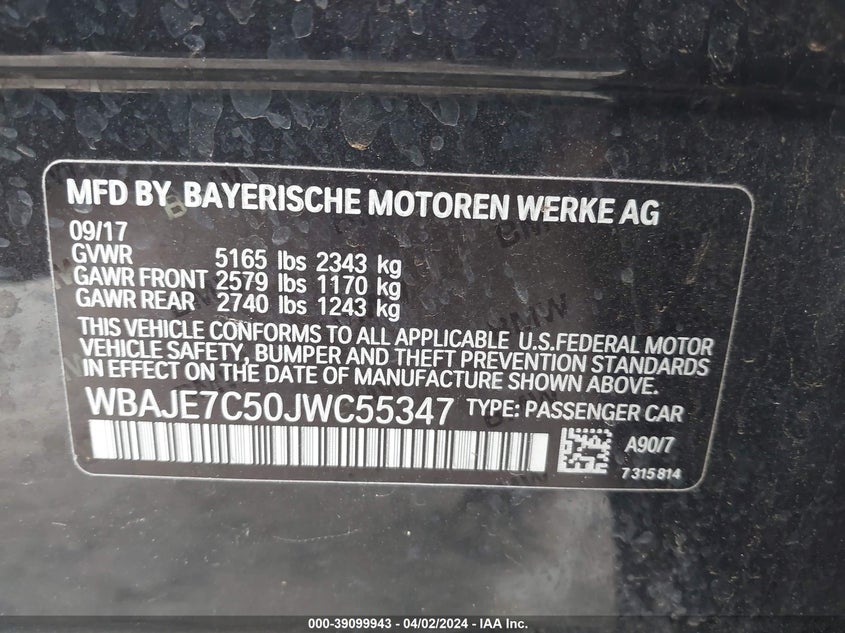 MFD BY BAYERISCHE MOTOREN WERKE AG
09/17
GVWR 5165 lbs 2343 kg
GAWR FRONT 2579 lbs 1170 kg
GAWR REAR 2740 lbs 1243 kg
THIS VEHICLE CONFORMS TO ALL APPLICABLE U.S.FEDERAL MOTOR
VEHICLE SAFETY, BUMPER AND THEFT PREVENTION STANDARDS
IN EFFECT ON THE DATE OF MANUFACTURE SHOWN ABOVE.
WBAJE7C50JWC55347 TYPE: PASSENGER CAR
A90/7
7315814
000-39099943 - 04/02/2024 - IAA Inc.